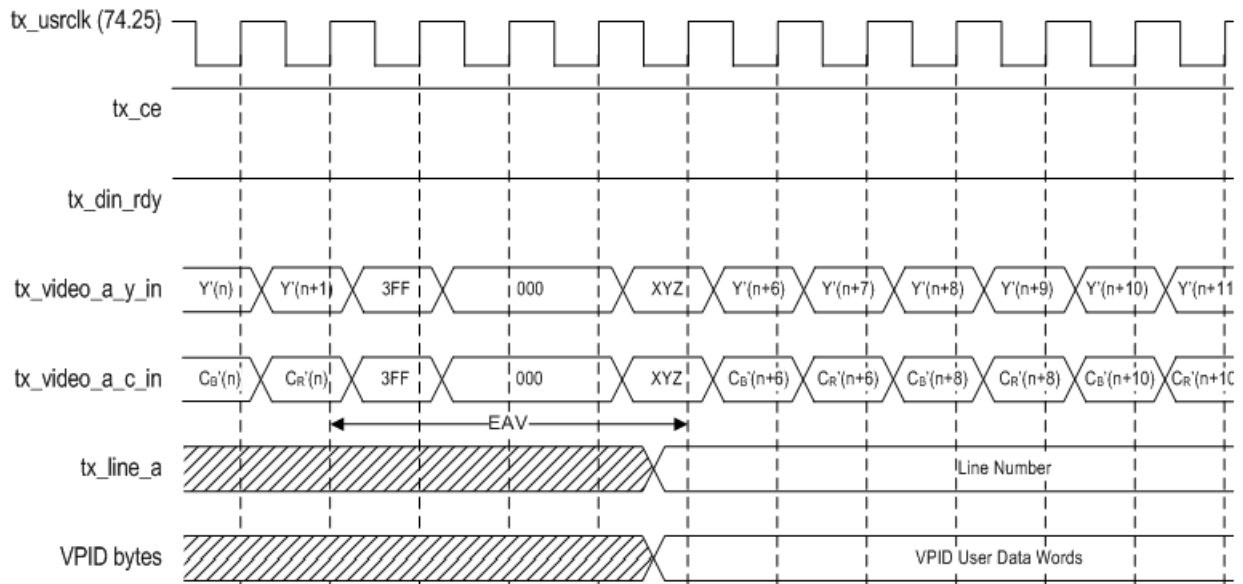 tx_usrclk (74.25)
tx_ce
tx_din_rdy
tx_video_a_y_in Y'(n) Y'(n+1) 3FF 000 XYZ Y'(n+6) Y'(n+7) Y'(n+8) Y'(n+9) Y'(n+10) Y'(n+11
tx_video_a_c_in CB'(n) CR'(n) 3FF 000 XYZ CB'(n+6) CR'(n+6) CB'(n+8) CR'(n+8) CB'(n+10) CR'(n+10
EAV
tx_line_a Line Number
VPID bytes VPID User Data Words